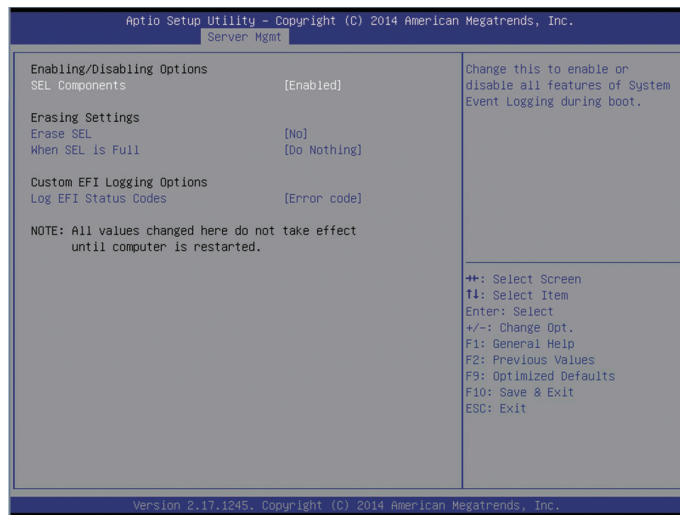 Aptio Setup Utility – Copyright (C) 2014 American Megatrends, Inc.
Server Mgmt
Enabling/Disabling Options
SEL Components [Enabled]
Erasing Settings
Erase SEL [No]
When SEL is Full [Do Nothing]
Custom EFI Logging Options
Log EFI Status Codes [Error code]
NOTE: All values changed here do not take effect
until computer is restarted.
Change this to enable or
disable all features of System
Event Logging during boot.
→←: Select Screen
↑↓: Select Item
Enter: Select
+/-: Change Opt.
F1: General Help
F2: Previous Values
F9: Optimized Defaults
F10: Save & Exit
ESC: Exit
Version 2.17.1245. Copyright (C) 2014 American Megatrends, Inc.